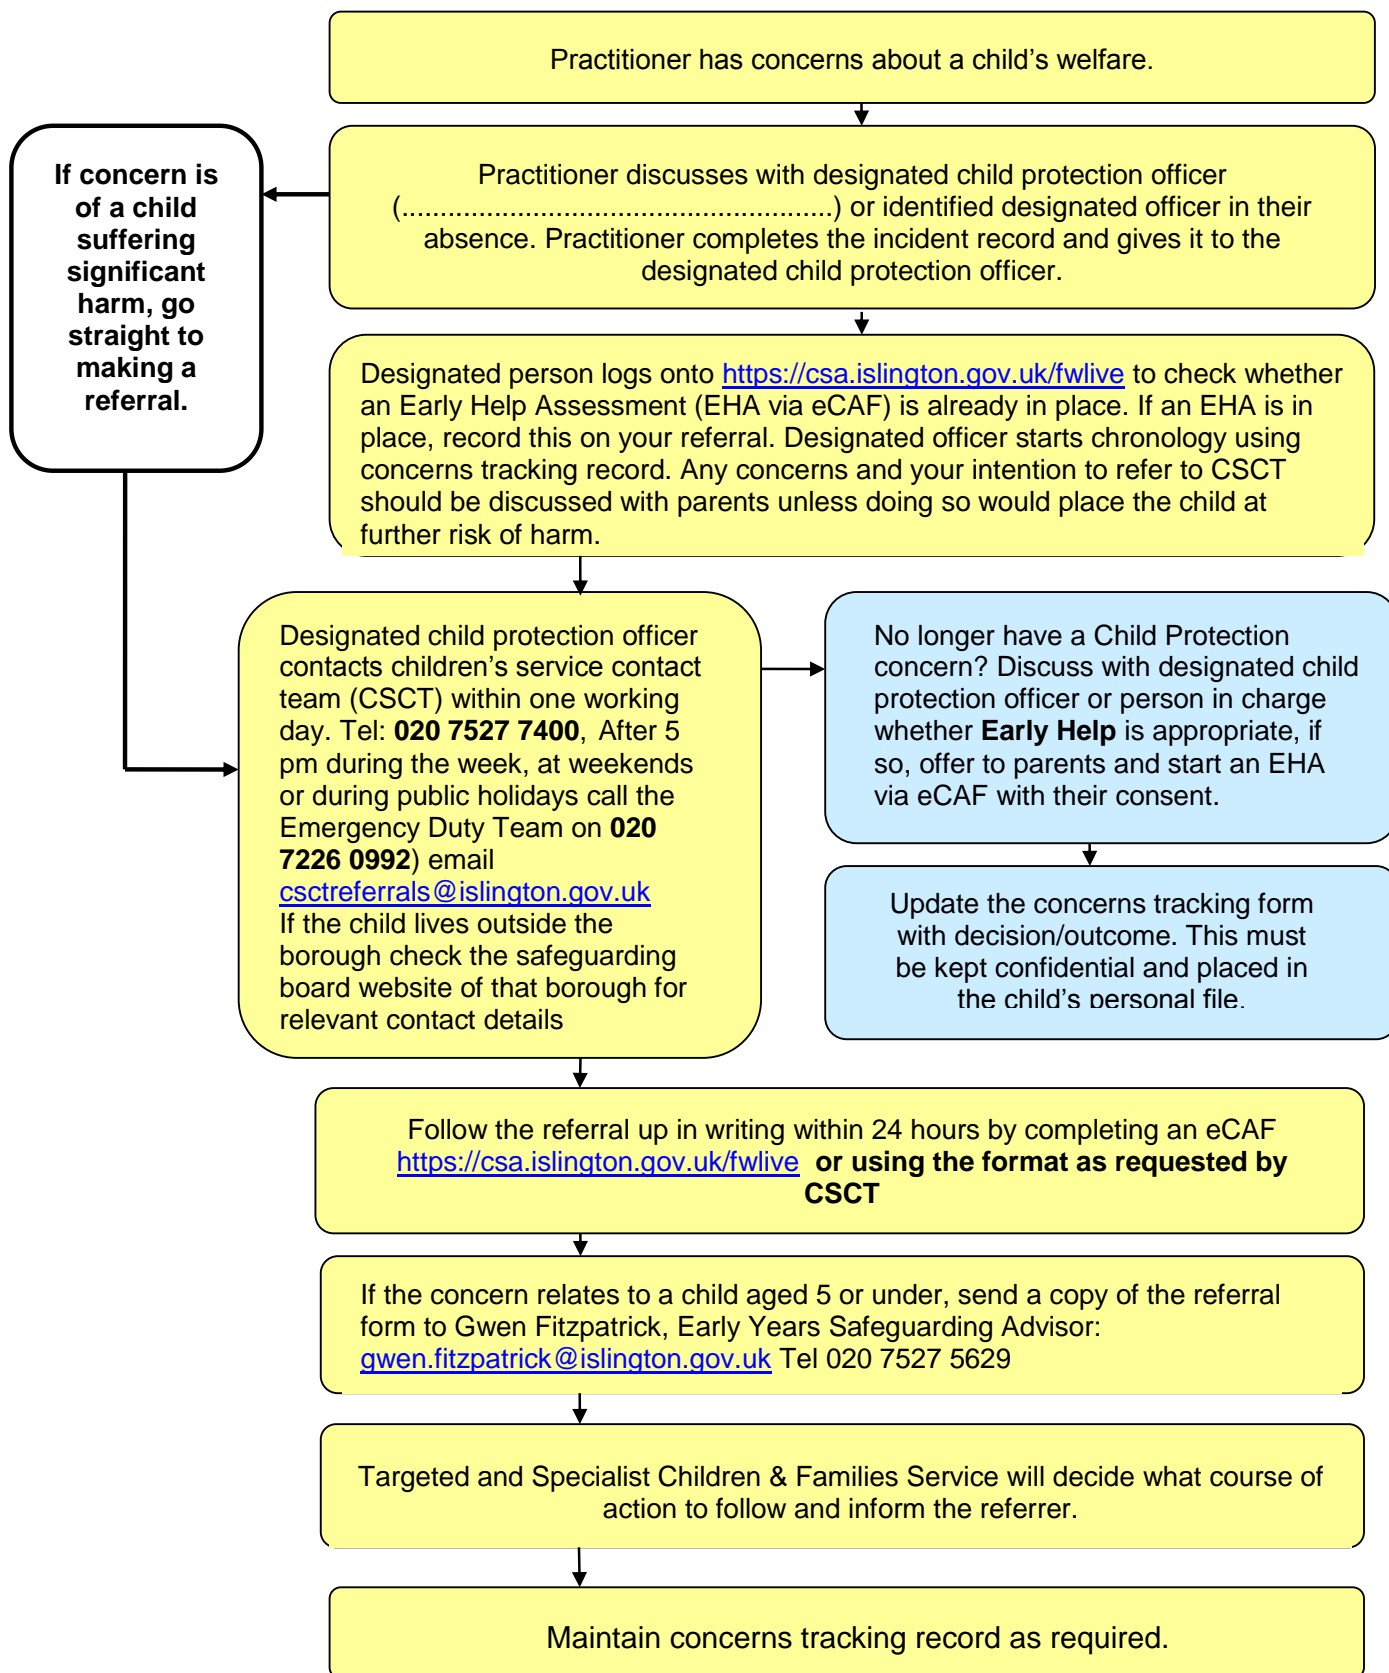 Practitioner has concerns about a child’s welfare.
If concern is
of a child
suffering
significant
harm, go
straight to
making a
referral.
Practitioner discusses with designated child protection officer
(........................................................) or identified designated officer in their
absence. Practitioner completes the incident record and gives it to the
designated child protection officer.
Designated person logs onto https://csa.islington.gov.uk/fwlive to check whether
an Early Help Assessment (EHA via eCAF) is already in place. If an EHA is in
place, record this on your referral. Designated officer starts chronology using
concerns tracking record. Any concerns and your intention to refer to CSCT
should be discussed with parents unless doing so would place the child at
further risk of harm.
Designated child protection officer
contacts children’s service contact
team (CSCT) within one working
day. Tel: 020 7527 7400, After 5
pm during the week, at weekends
or during public holidays call the
Emergency Duty Team on 020
7226 0992) email
csctreferrals@islington.gov.uk
If the child lives outside the
borough check the safeguarding
board website of that borough for
relevant contact details
No longer have a Child Protection
concern? Discuss with designated child
protection officer or person in charge
whether Early Help is appropriate, if
so, offer to parents and start an EHA
via eCAF with their consent.
Update the concerns tracking form
with decision/outcome. This must
be kept confidential and placed in
the child’s personal file.
Follow the referral up in writing within 24 hours by completing an eCAF
https://csa.islington.gov.uk/fwlive or using the format as requested by
CSCT
If the concern relates to a child aged 5 or under, send a copy of the referral
form to Gwen Fitzpatrick, Early Years Safeguarding Advisor:
gwen.fitzpatrick@islington.gov.uk Tel 020 7527 5629
Targeted and Specialist Children & Families Service will decide what course of
action to follow and inform the referrer.
Maintain concerns tracking record as required.